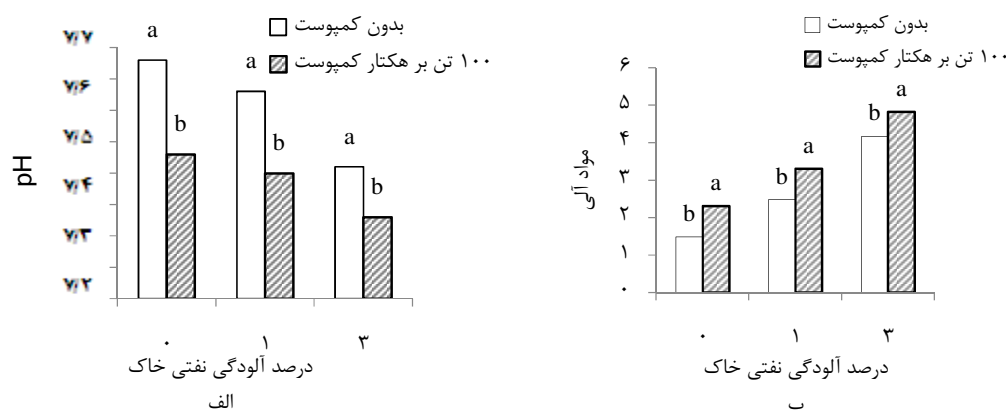 بدون کمپوست
۱۰۰ تن بر هکتار کمپوست
pH
۷٫۷
۷٫۶
۷٫۵
۷٫۴
۷٫۳
۷٫۲
a
b
a
b
a
b
۰ ۱ ۳
درصد آلودگی نفتی خاک
الف
بدون کمپوست
۱۰۰ تن بر هکتار کمپوست
مواد آلی
۶
۵
۴
۳
۲
۱
۰
b
a
b
a
b
a
۰ ۱ ۳
درصد آلودگی نفتی خاک